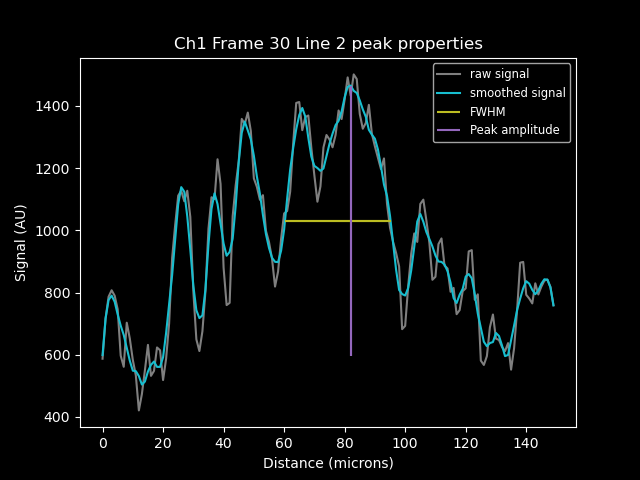 Ch1 Frame 30 Line 2 peak properties
raw signal
smoothed signal
FWHM
Peak amplitude
Signal (AU)
1400
1200
1000
800
600
400
0 20 40 60 80 100 120 140
Distance (microns)